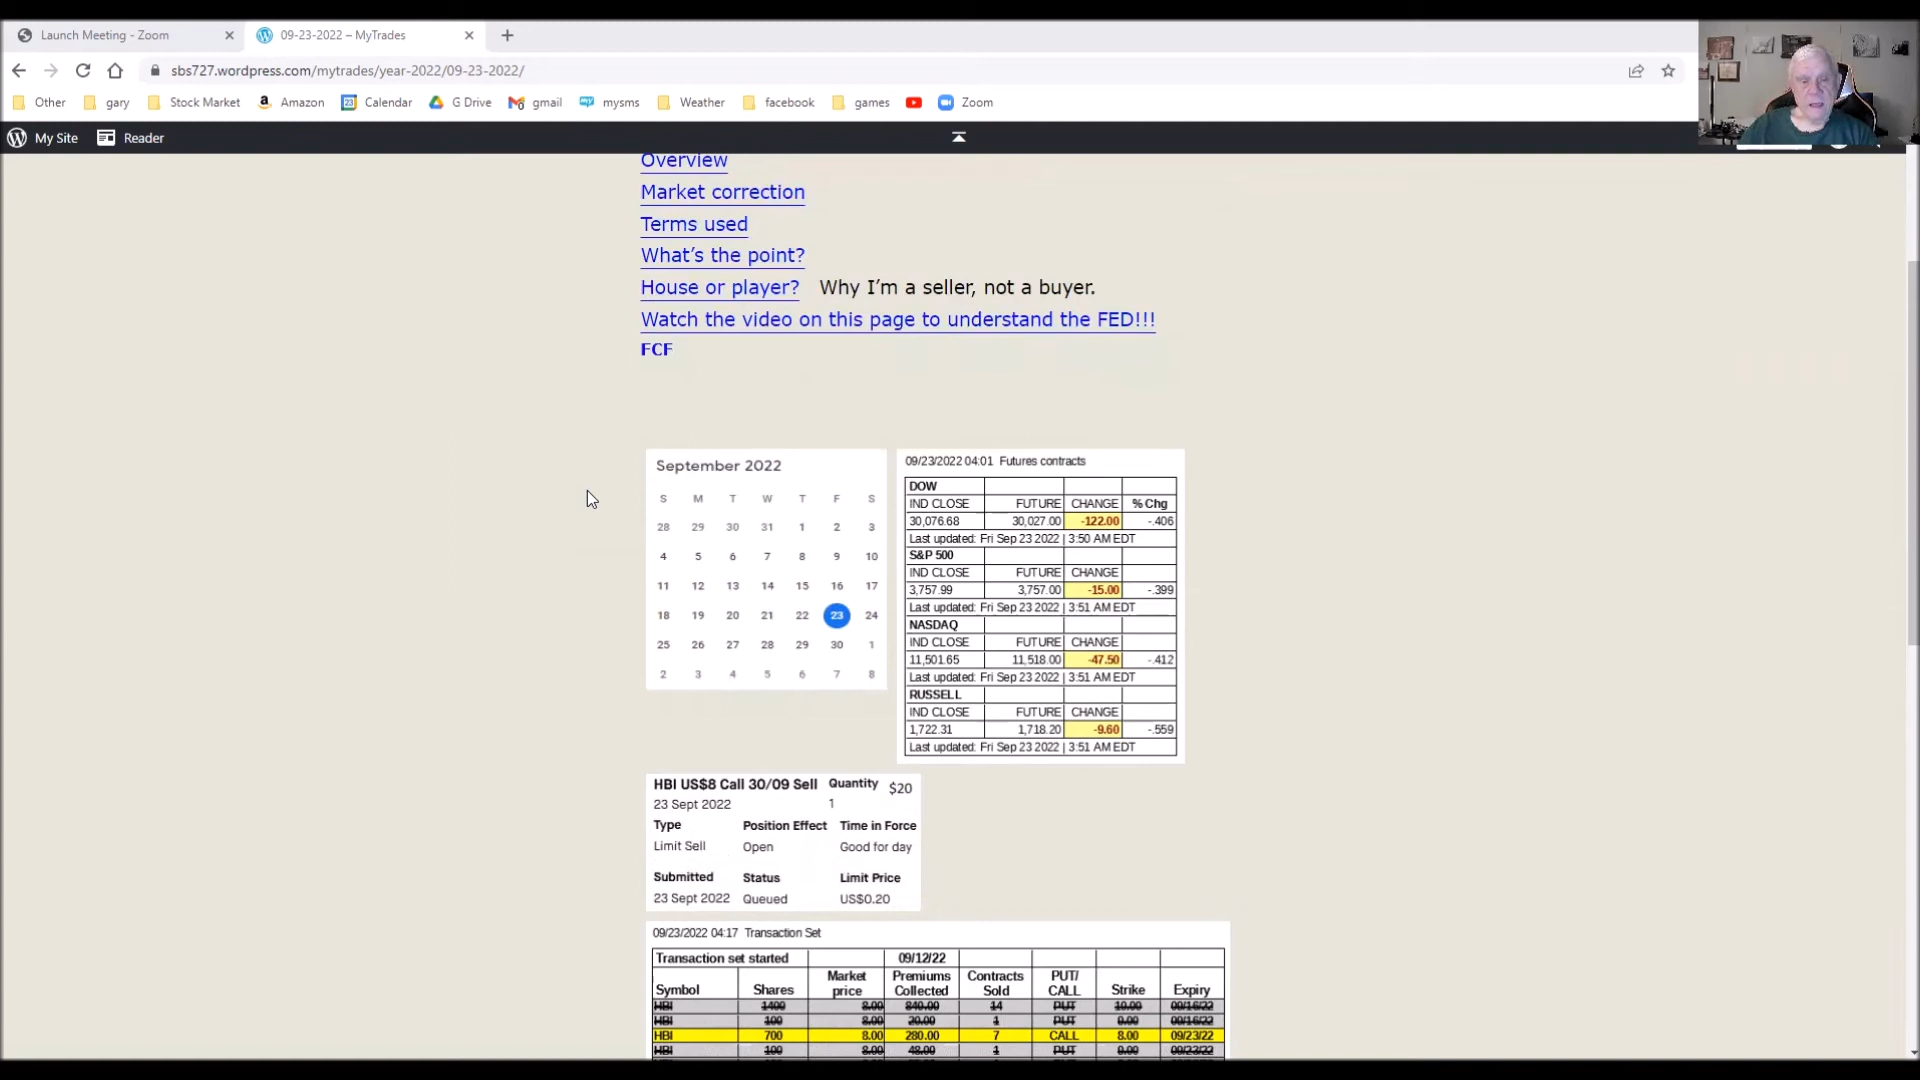 Launch Meeting - Zoom
09-23-2022 – MyTrades
sbs727.wordpress.com/mytrades/year-2022/09-23-2022/
Other gary Stock Market Amazon Calendar G Drive gmail mysms Weather facebook games Zoom
My Site Reader
Overview
Market correction
Terms used
What's the point?
House or player? Why I'm a seller, not a buyer.
Watch the video on this page to understand the FED!!!
FCF
September 2022
S M T W T F S
28 29 30 31 1 2 3
4 5 6 7 8 9 10
11 12 13 14 15 16 17
18 19 20 21 22 23 24
25 26 27 28 29 30 1
2 3 4 5 6 7 8
09/23/2022 04:01 Futures contracts
DOW
IND CLOSE FUTURE CHANGE % Chg
30,076.68 30,027.00 -122.00 -.406
Last updated: Fri Sep 23 2022 | 3:50 AM EDT
S&P 500
IND CLOSE FUTURE CHANGE
3,757.99 3,757.00 -15.00 -.399
Last updated: Fri Sep 23 2022 | 3:51 AM EDT
NASDAQ
IND CLOSE FUTURE CHANGE
11,501.65 11,518.00 -47.50 -.412
Last updated: Fri Sep 23 2022 | 3:51 AM EDT
RUSSELL
IND CLOSE FUTURE CHANGE
1,722.31 1,718.20 -9.60 -.559
Last updated: Fri Sep 23 2022 | 3:51 AM EDT
HBI US$8 Call 30/09 Sell Quantity $20
23 Sept 2022 1
Type Position Effect Time in Force
Limit Sell Open Good for day
Submitted Status Limit Price
23 Sept 2022 Queued US$0.20
09/23/2022 04:17 Transaction Set
Transaction set started 09/12/22
Market Premiums Contracts PUT/
Symbol Shares price Collected Sold CALL Strike Expiry
HBI 1400 8.00 840.00 14 PUT 10.00 09/16/22
HBI 100 8.00 20.00 1 PUT 9.00 09/16/22
HBI 700 8.00 280.00 7 CALL 8.00 09/23/22
HBI 100 8.00 48.00 1 PUT 9.00 09/23/22